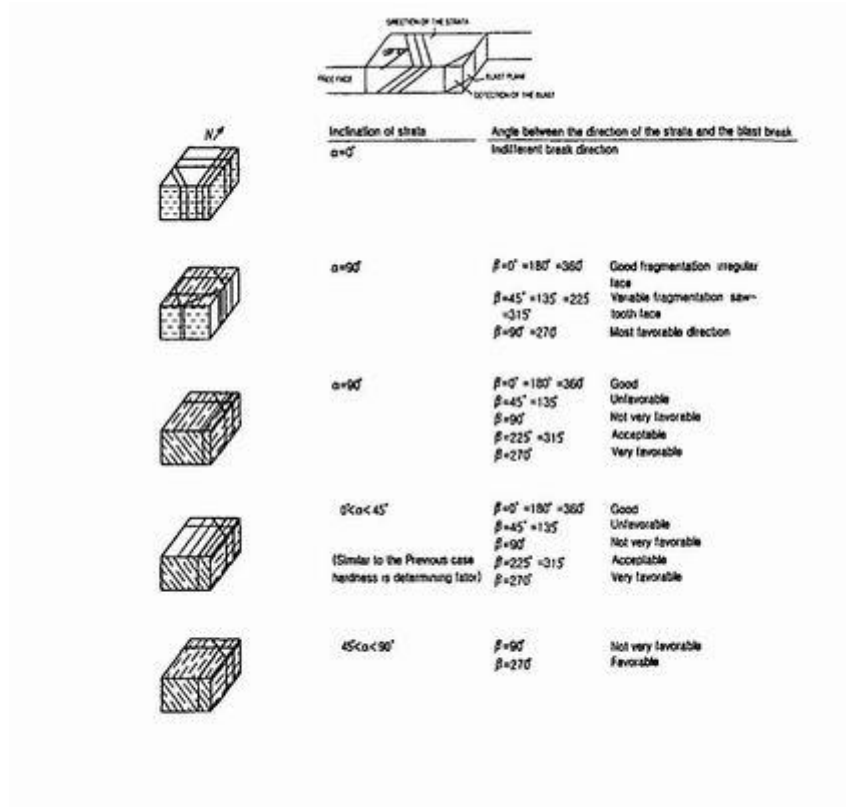 DIRECTION OF THE STRATA
FREE FACE
BLAST PLANE
OF THE BLAST
N
Inclination of strata Angle between the direction of the strata and the blast break
α=0° Indifferent break direction
α=90° β=0° =180° =360° Good fragmentation irregular
face
β=45° =135° =225 Variable fragmentation saw-
=315° tooth face
β=90° =270° Most favorable direction
α=90° β=0° =180° =360° Good
β=45° =135° Unfavorable
β=90° Not very favorable
β=225° =315° Acceptable
β=270° Very favorable
0°<α<45° β=0° =180° =360° Good
β=45° =135° Unfavorable
β=90° Not very favorable
(Similar to the Previous case β=225° =315° Acceptable
hardness is determining fator) β=270° Very favorable
45<α<90° β=90° Not very favorable
β=270° Favorable